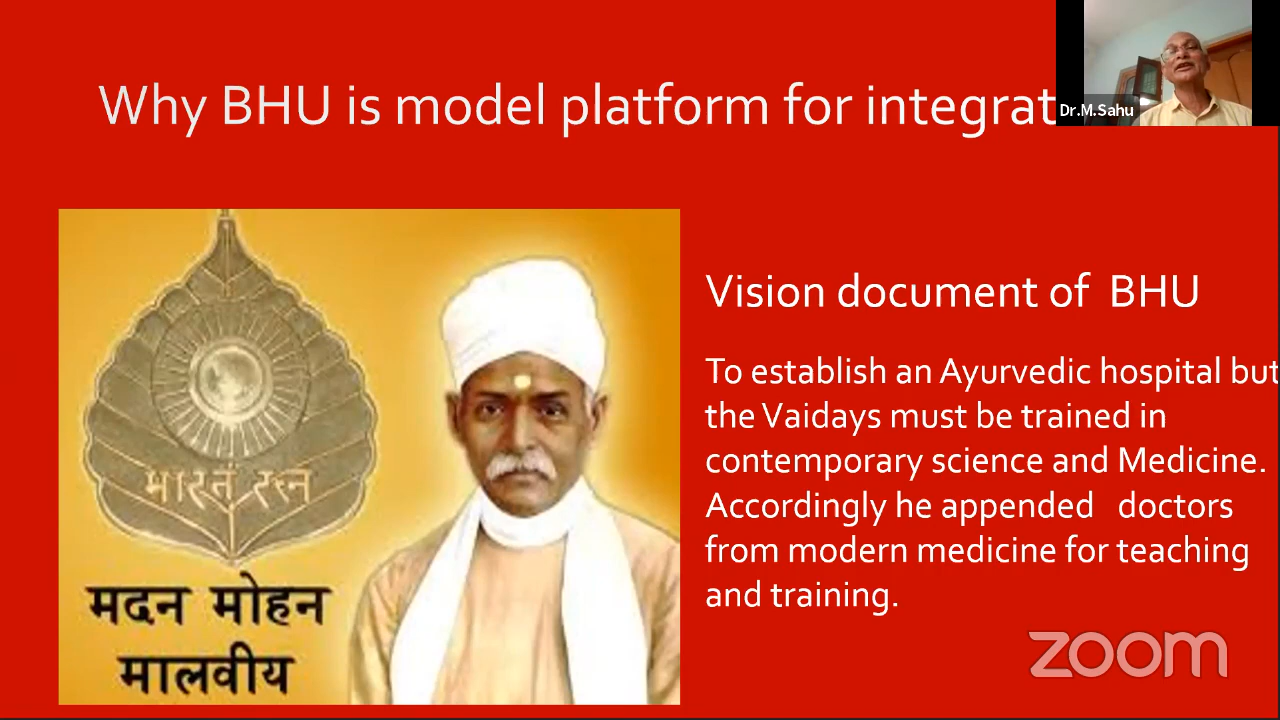 Why BHU is model platform for integrat
Dr.M.Sahu
भारत रत्न
मदन मोहन
मालवीय
Vision document of BHU
To establish an Ayurvedic hospital but
the Vaidays must be trained in
contemporary science and Medicine.
Accordingly he appended doctors
from modern medicine for teaching
and training.
zoom